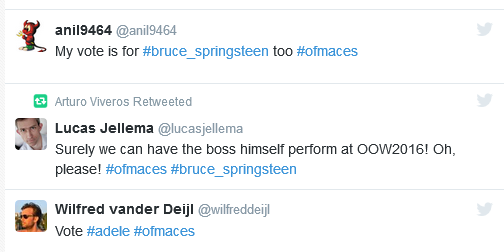 anil9464 @anil9464
My vote is for #bruce_springsteen too #ofmaces
Arturo Viveros Retweeted
Lucas Jellema @lucasjellema
Surely we can have the boss himself perform at OOW2016! Oh,
please! #ofmaces #bruce_springsteen
Wilfred vander Deijl @wilfreddeijl
Vote #adele #ofmaces